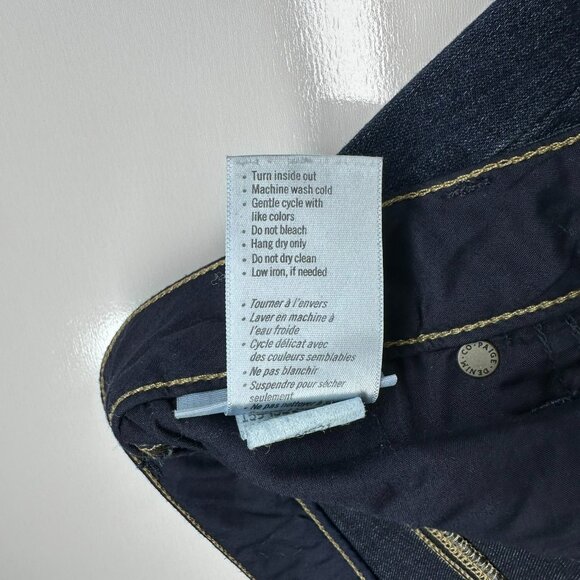 • Turn inside out
• Machine wash cold
• Gentle cycle with
like colors
• Do not bleach
• Hang dry only
• Do not dry clean
• Low iron, if needed
• Tourner à l'envers
• Laver en machine à
l'eau froide
• Cycle délicat avec
des couleurs semblables
• Ne pas blanchir
• Suspendre pour sécher
seulement
• Ne pas
CO·PAIGE·DENIM